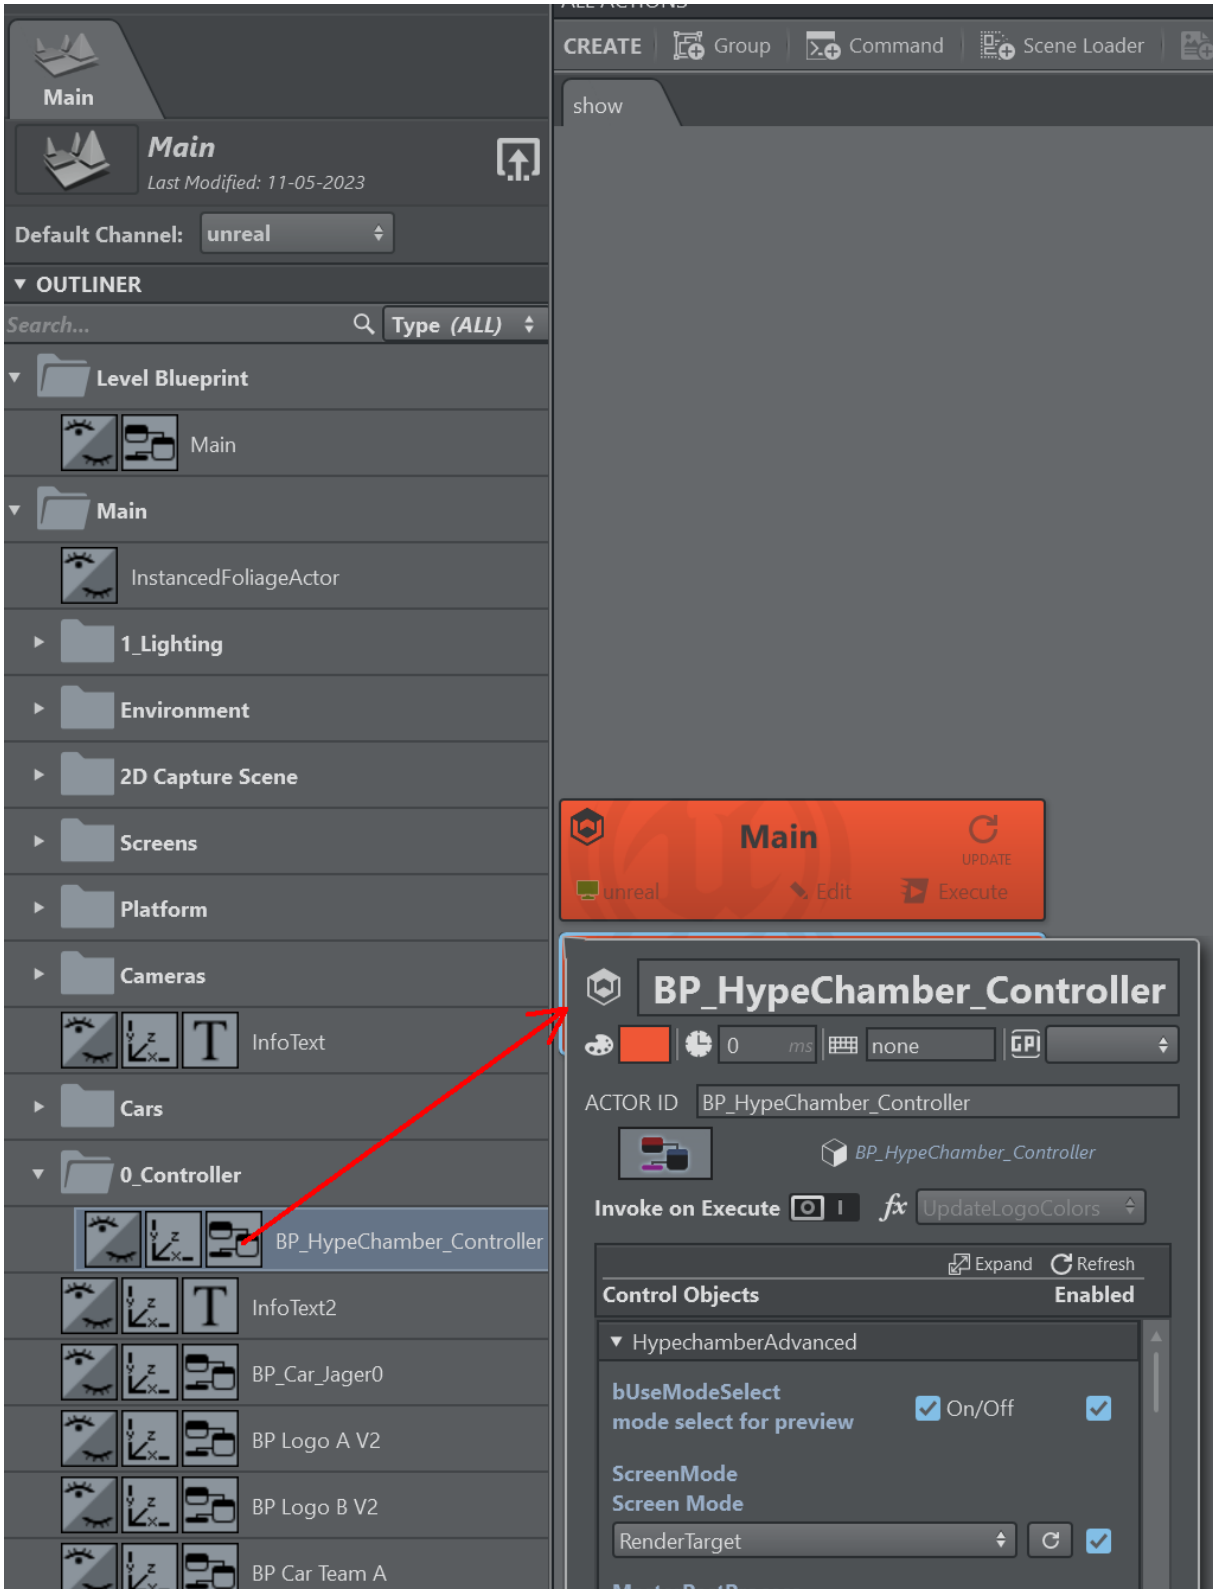 ALL ACTIONS
CREATE Group Command Scene Loader
Main
show
Main
Last Modified: 11-05-2023
Default Channel: unreal
OUTLINER
Search... Type (ALL)
Level Blueprint
Main
Main
InstancedFoliageActor
1_Lighting
Environment
2D Capture Scene
Screens
Platform
Cameras
InfoText
Cars
0_Controller
BP_HypeChamber_Controller
InfoText2
BP_Car_Jager0
BP Logo A V2
BP Logo B V2
BP Car Team A
Main
UPDATE
unreal Edit Execute
BP_HypeChamber_Controller
0 ms none GPI
ACTOR ID BP_HypeChamber_Controller
BP_HypeChamber_Controller
Invoke on Execute fx UpdateLogoColors
Expand Refresh
Control Objects Enabled
HypechamberAdvanced
bUseModeSelect
mode select for preview On/Off
ScreenMode
Screen Mode
RenderTarget